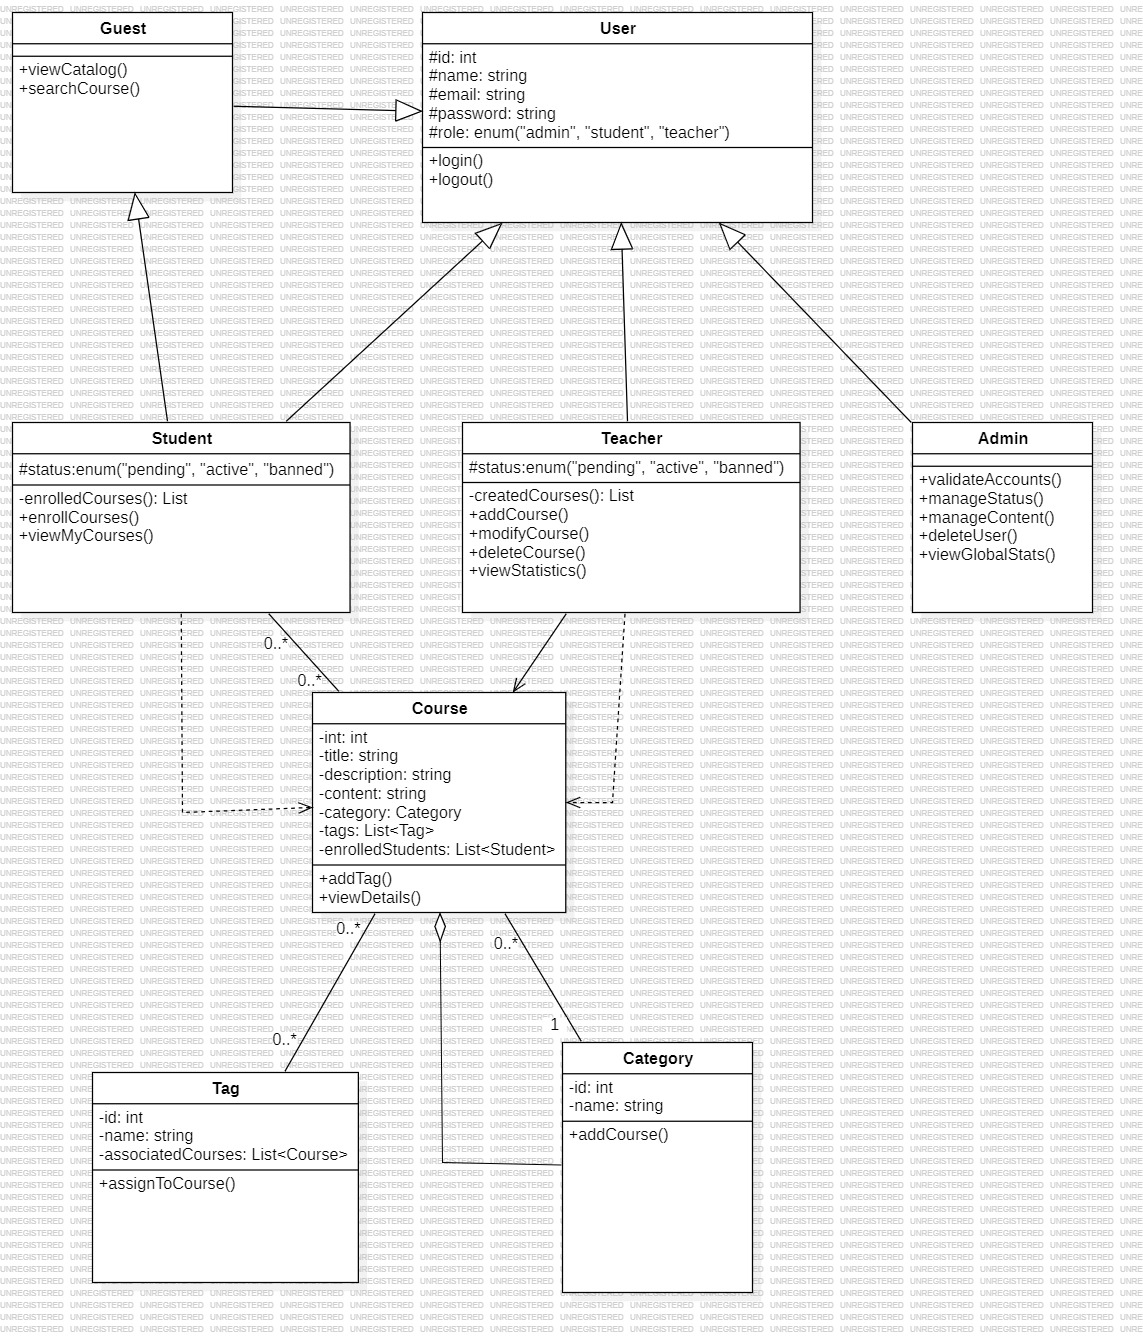 Guest
+viewCatalog()
+searchCourse()
User
#id: int
#name: string
#email: string
#password: string
#role: enum("admin", "student", "teacher")
+login()
+logout()
Student
#status:enum("pending", "active", "banned")
-enrolledCourses(): List
+enrollCourses()
+viewMyCourses()
Teacher
#status:enum("pending", "active", "banned")
-createdCourses(): List
+addCourse()
+modifyCourse()
+deleteCourse()
+viewStatistics()
Admin
+validateAccounts()
+manageStatus()
+manageContent()
+deleteUser()
+viewGlobalStats()
0..*
0..*
Course
-int: int
-title: string
-description: string
-content: string
-category: Category
-tags: List<Tag>
-enrolledStudents: List<Student>
+addTag()
+viewDetails()
0..*
0..*
0..*
1
Tag
-id: int
-name: string
-associatedCourses: List<Course>
+assignToCourse()
Category
-id: int
-name: string
+addCourse()
UNREGISTERED